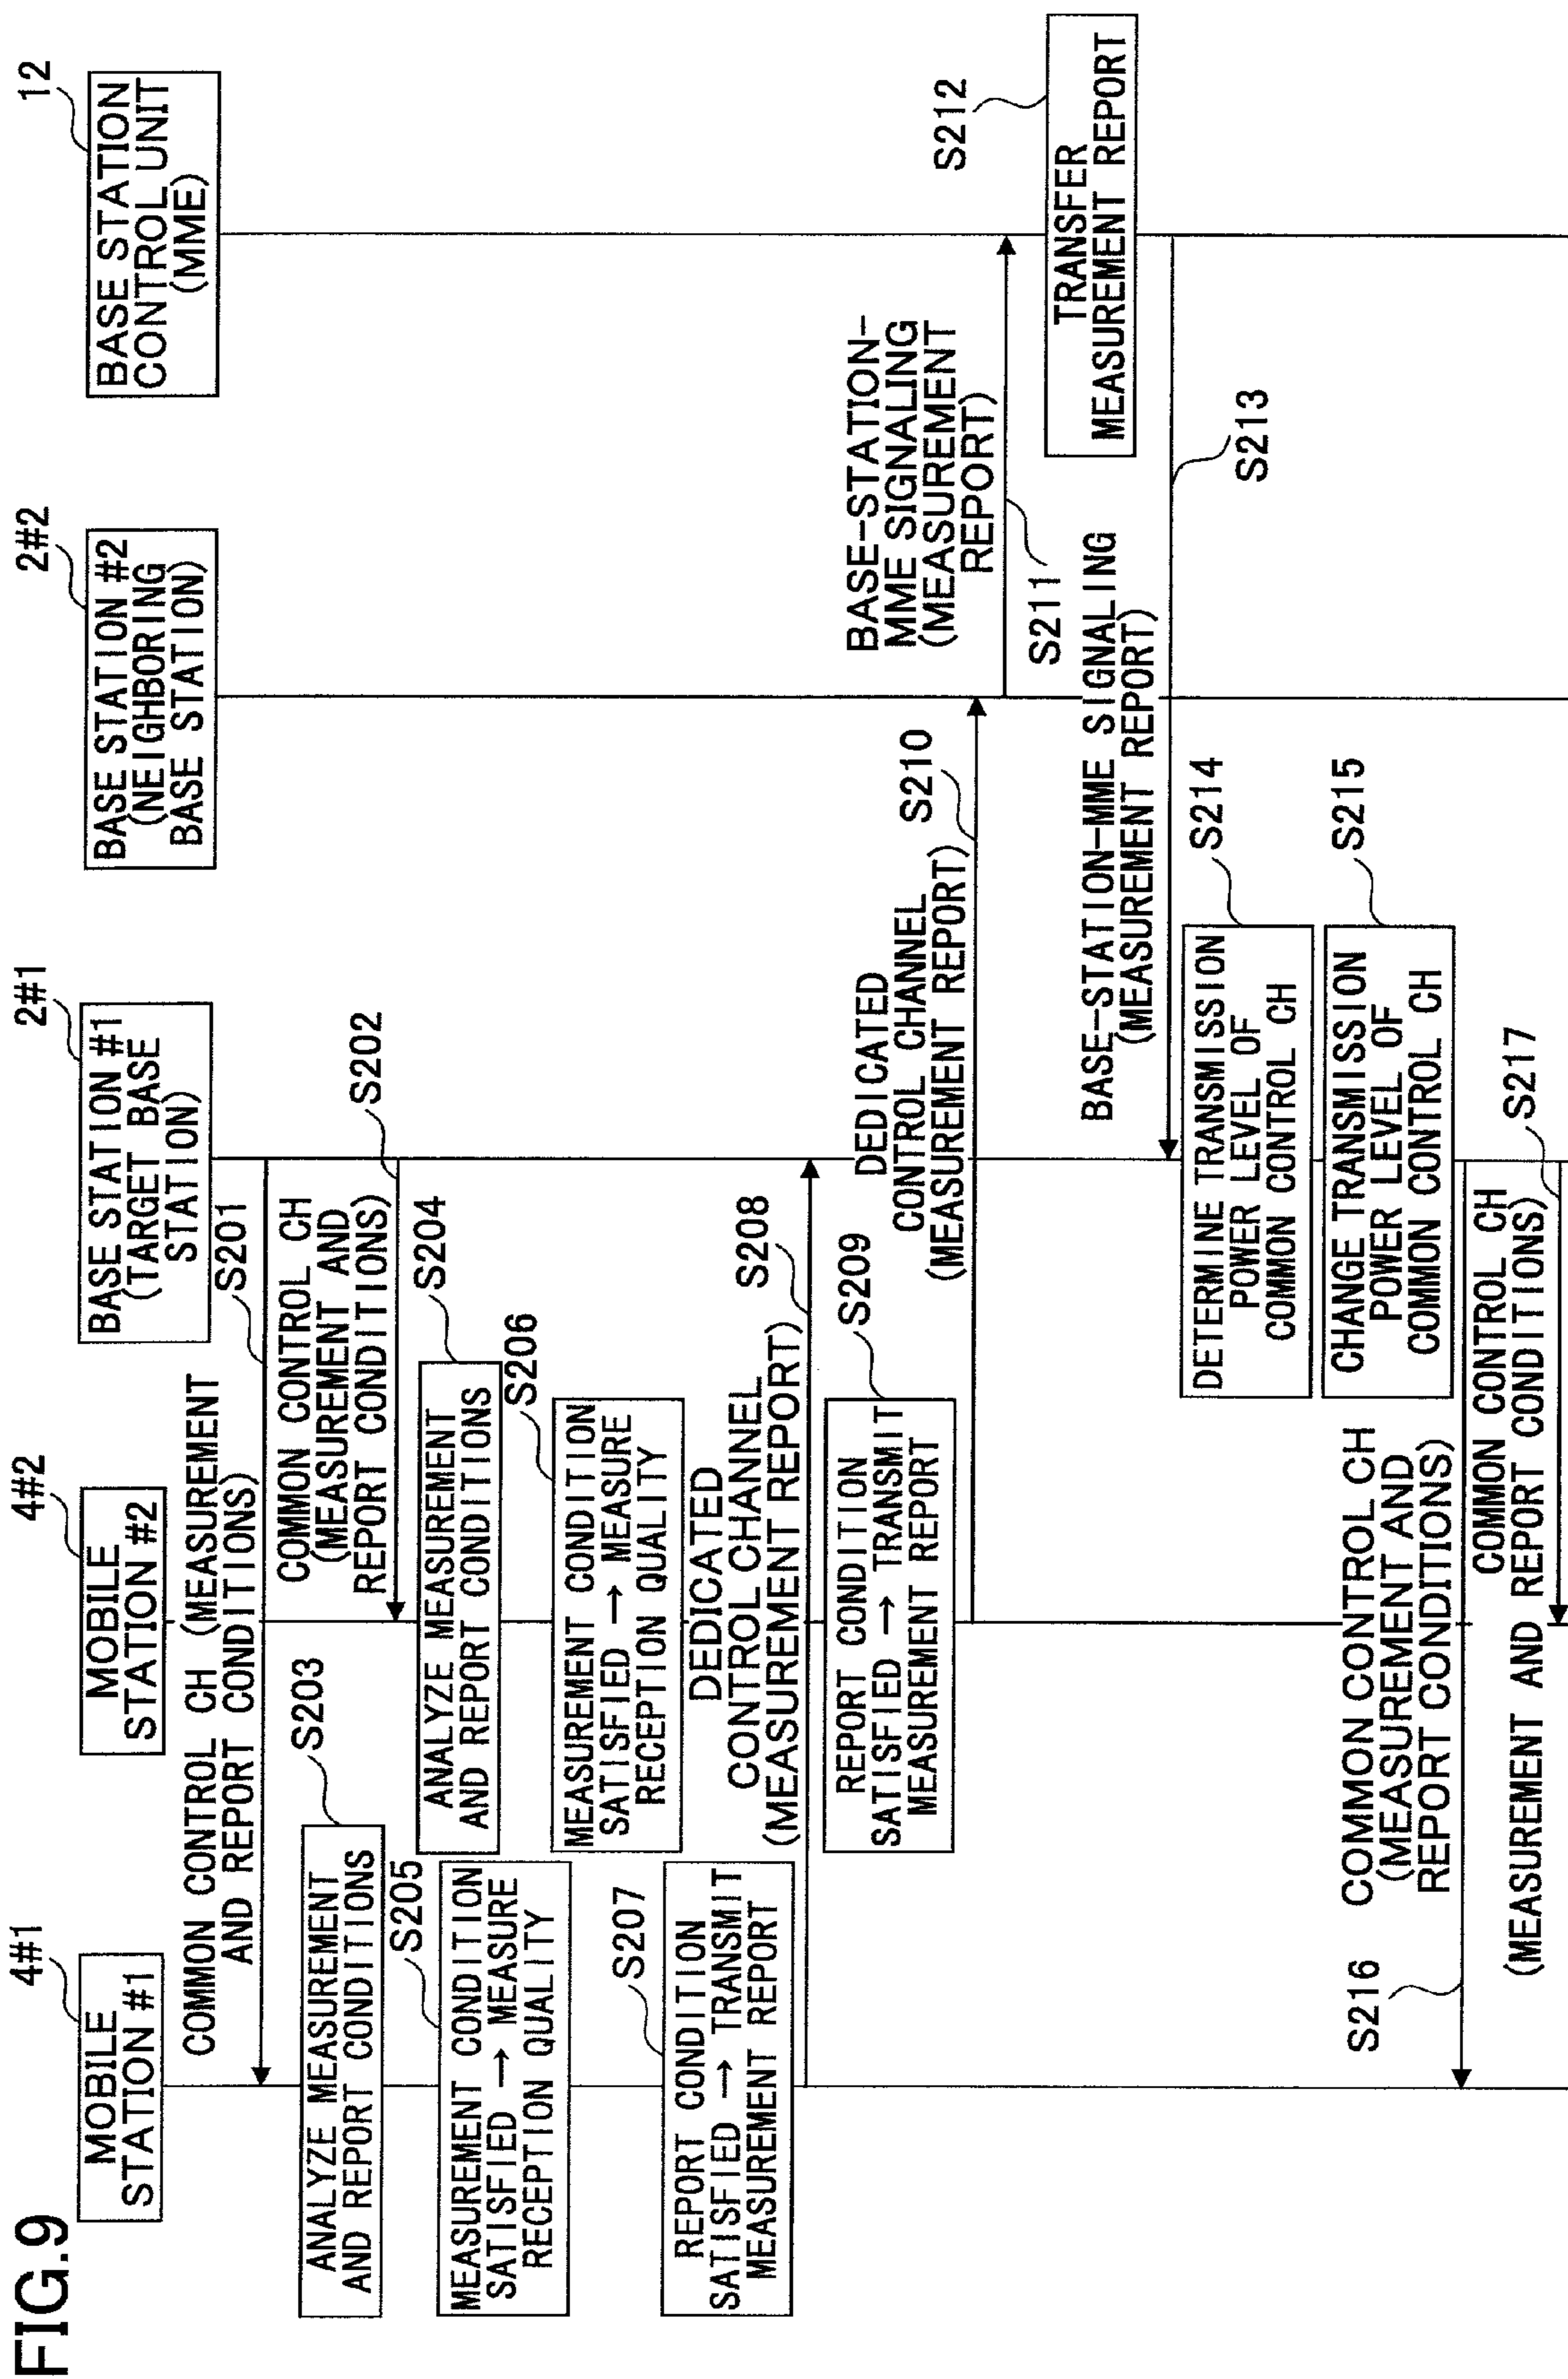 FIG.9
4#1
MOBILE
STATION #1
4#2
MOBILE
STATION #2
2#1
BASE STATION #1
(TARGET BASE
STATION)
2#2
BASE STATION #2
(NEIGHBORING
BASE STATION)
12
BASE STATION
CONTROL UNIT
(MME)
COMMON CONTROL CH (MEASUREMENT
AND REPORT CONDITIONS)
S201
COMMON CONTROL CH
(MEASUREMENT AND
REPORT CONDITIONS)
S202
S203
ANALYZE MEASUREMENT
AND REPORT CONDITIONS
S204
ANALYZE MEASUREMENT
AND REPORT CONDITIONS
S205
MEASUREMENT CONDITION
SATISFIED → MEASURE
RECEPTION QUALITY
S206
MEASUREMENT CONDITION
SATISFIED → MEASURE
RECEPTION QUALITY
S207
REPORT CONDITION
SATISFIED → TRANSMIT
MEASUREMENT REPORT
DEDICATED
CONTROL CHANNEL
(MEASUREMENT REPORT)
S208
S209
REPORT CONDITION
SATISFIED → TRANSMIT
MEASUREMENT REPORT
DEDICATED
CONTROL CHANNEL
(MEASUREMENT REPORT)
S210
BASE-STATION-
MME SIGNALING
(MEASUREMENT
REPORT)
S211
S212
TRANSFER
MEASUREMENT REPORT
BASE-STATION-MME SIGNALING
(MEASUREMENT REPORT)
S213
S214
DETERMINE TRANSMISSION
POWER LEVEL OF
COMMON CONTROL CH
S215
CHANGE TRANSMISSION
POWER LEVEL OF
COMMON CONTROL CH
S216
COMMON CONTROL CH
(MEASUREMENT AND
REPORT CONDITIONS)
COMMON CONTROL CH
(MEASUREMENT AND REPORT CONDITIONS)
S217